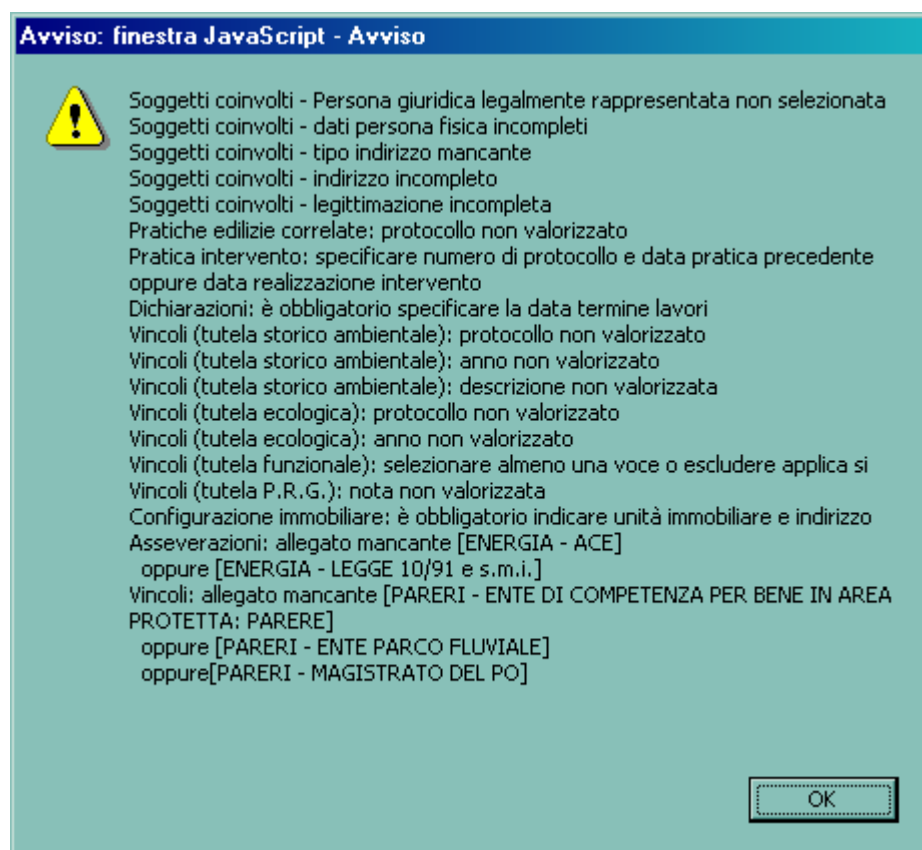 Avviso: finestra JavaScript - Avviso
Soggetti coinvolti - Persona giuridica legalmente rappresentata non selezionata
Soggetti coinvolti - dati persona fisica incompleti
Soggetti coinvolti - tipo indirizzo mancante
Soggetti coinvolti - indirizzo incompleto
Soggetti coinvolti - legittimazione incompleta
Pratiche edilizie correlate: protocollo non valorizzato
Pratica intervento: specificare numero di protocollo e data pratica precedente
oppure data realizzazione intervento
Dichiarazioni: è obbligatorio specificare la data termine lavori
Vincoli (tutela storico ambientale): protocollo non valorizzato
Vincoli (tutela storico ambientale): anno non valorizzato
Vincoli (tutela storico ambientale): descrizione non valorizzata
Vincoli (tutela ecologica): protocollo non valorizzato
Vincoli (tutela ecologica): anno non valorizzato
Vincoli (tutela funzionale): selezionare almeno una voce o escludere applica si
Vincoli (tutela P.R.G.): nota non valorizzata
Configurazione immobiliare: è obbligatorio indicare unità immobiliare e indirizzo
Asseverazioni: allegato mancante [ENERGIA - ACE]
oppure [ENERGIA - LEGGE 10/91 e s.m.i.]
Vincoli: allegato mancante [PARERI - ENTE DI COMPETENZA PER BENE IN AREA
PROTETTA: PARERE]
oppure [PARERI - ENTE PARCO FLUVIALE]
oppure[PARERI - MAGISTRATO DEL PO]
OK